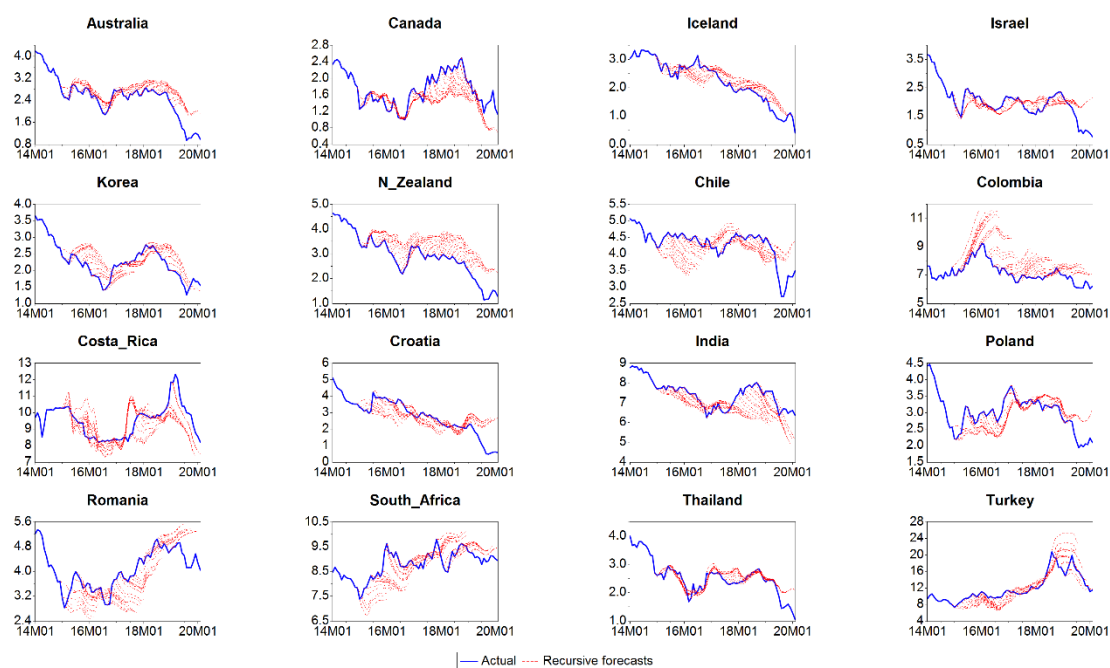 Australia
4.0
3.2
2.4
1.6
0.8
14M01 16M01 18M01 20M01
Canada
2.8
2.4
2.0
1.6
1.2
0.8
0.4
14M01 16M01 18M01 20M01
Iceland
3.0
2.0
1.0
0.0
14M01 16M01 18M01 20M01
Israel
3.5
2.5
1.5
0.5
14M01 16M01 18M01 20M01
Korea
4.0
3.5
3.0
2.5
2.0
1.5
1.0
14M01 16M01 18M01 20M01
N_Zealand
5.0
4.0
3.0
2.0
1.0
14M01 16M01 18M01 20M01
Chile
5.5
5.0
4.5
4.0
3.5
3.0
2.5
14M01 16M01 18M01 20M01
Colombia
11
9
7
5
14M01 16M01 18M01 20M01
Costa_Rica
13
12
11
10
9
8
7
14M01 16M01 18M01 20M01
Croatia
6
5
4
3
2
1
0
14M01 16M01 18M01 20M01
India
9
8
7
6
5
4
14M01 16M01 18M01 20M01
Poland
4.5
4.0
3.5
3.0
2.5
2.0
1.5
14M01 16M01 18M01 20M01
Romania
5.6
4.8
4.0
3.2
2.4
14M01 16M01 18M01 20M01
South_Africa
10.5
9.5
8.5
7.5
6.5
14M01 16M01 18M01 20M01
Thailand
4.0
3.0
2.0
1.0
14M01 16M01 18M01 20M01
Turkey
28
24
20
16
12
8
4
14M01 16M01 18M01 20M01
Actual Recursive forecasts